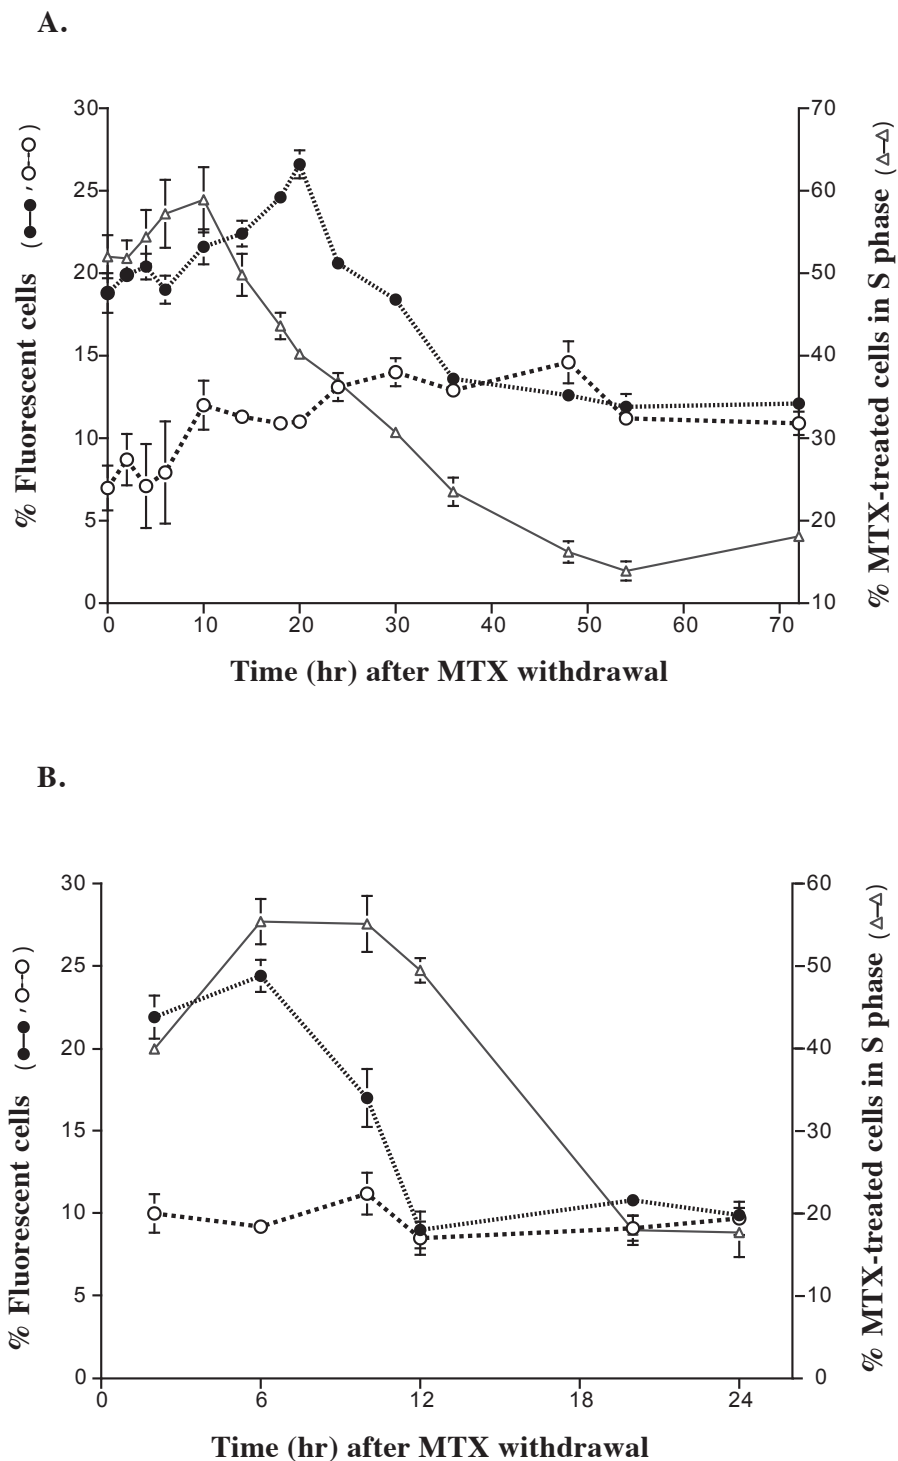 A.
% Fluorescent cells (●–●, ○--○)
30
25
20
15
10
5
0
70
60
50
40
30
20
10
% MTX-treated cells in S phase (△–△)
0 10 20 30 40 50 60 70
Time (hr) after MTX withdrawal
B.
% Fluorescent cells (●–●, ○--○)
30
25
20
15
10
5
0
60
50
40
30
20
10
0
% MTX-treated cells in S phase (△–△)
0 6 12 18 24
Time (hr) after MTX withdrawal